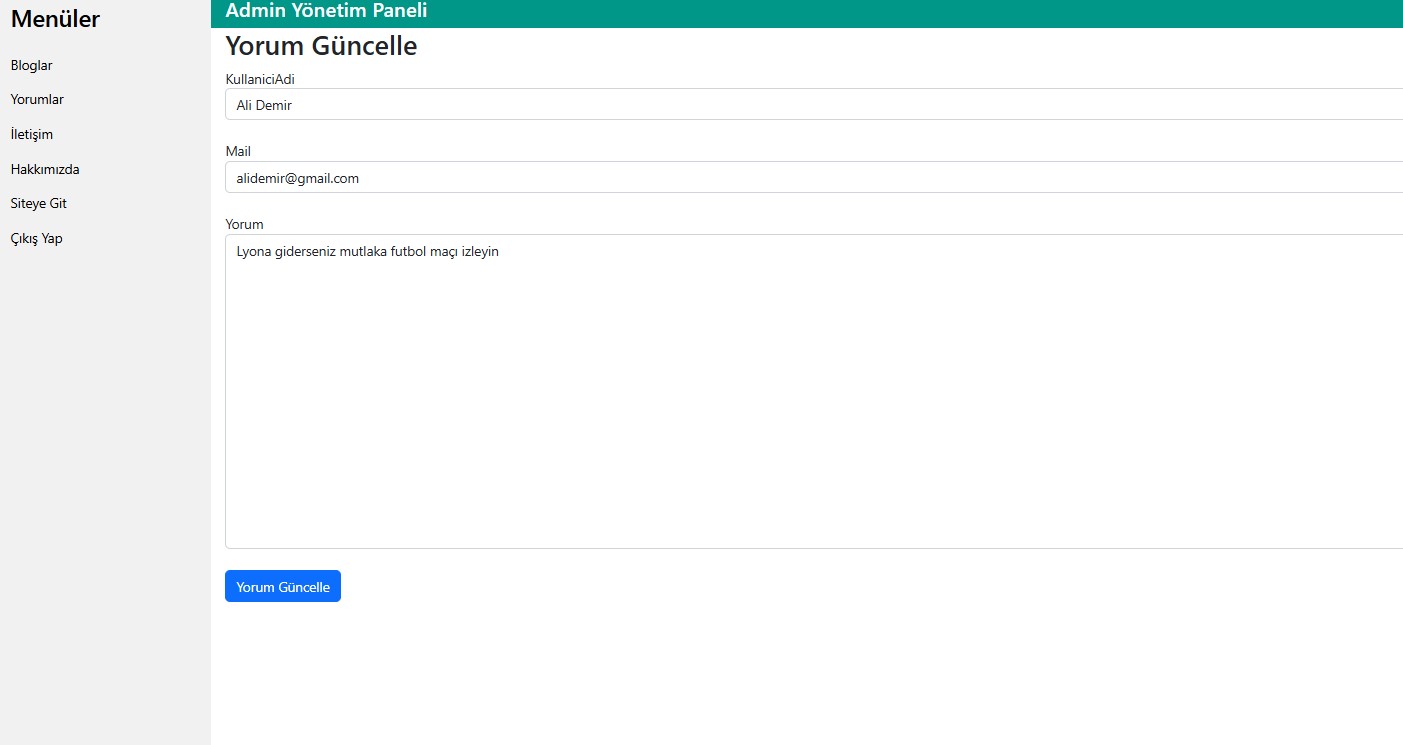 Menüler
Bloglar
Yorumlar
İletişim
Hakkımızda
Siteye Git
Çıkış Yap
Admin Yönetim Paneli
Yorum Güncelle
KullaniciAdi
Ali Demir
Mail
alidemir@gmail.com
Yorum
Lyona giderseniz mutlaka futbol maçı izleyin
Yorum Güncelle